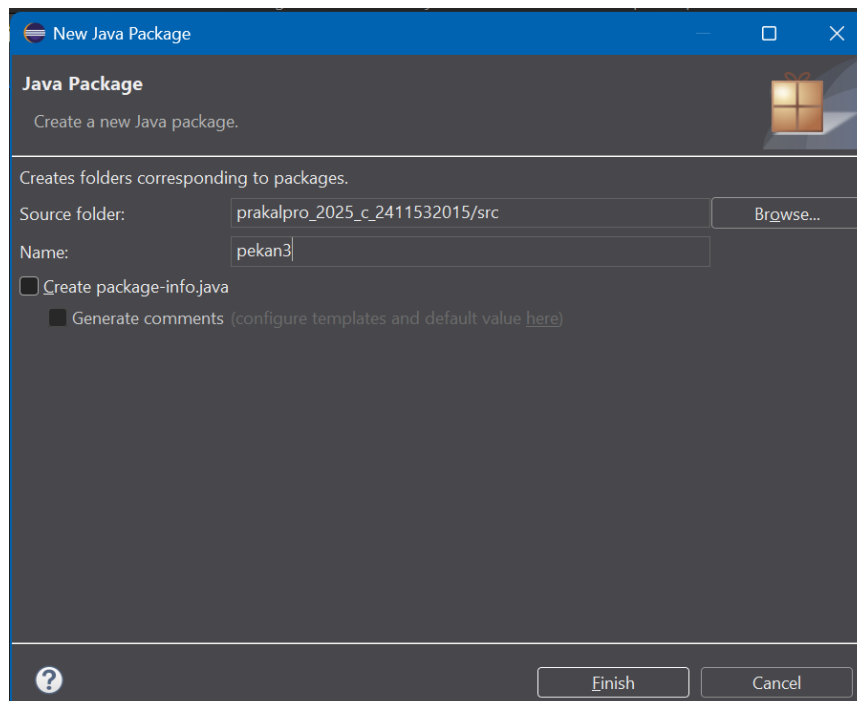 New Java Package
Java Package
Create a new Java package.
Creates folders corresponding to packages.
Source folder: prakalpro_2025_c_2411532015/src Browse...
Name: pekan3
Create package-info.java
Generate comments (configure templates and default value here)
? Finish Cancel